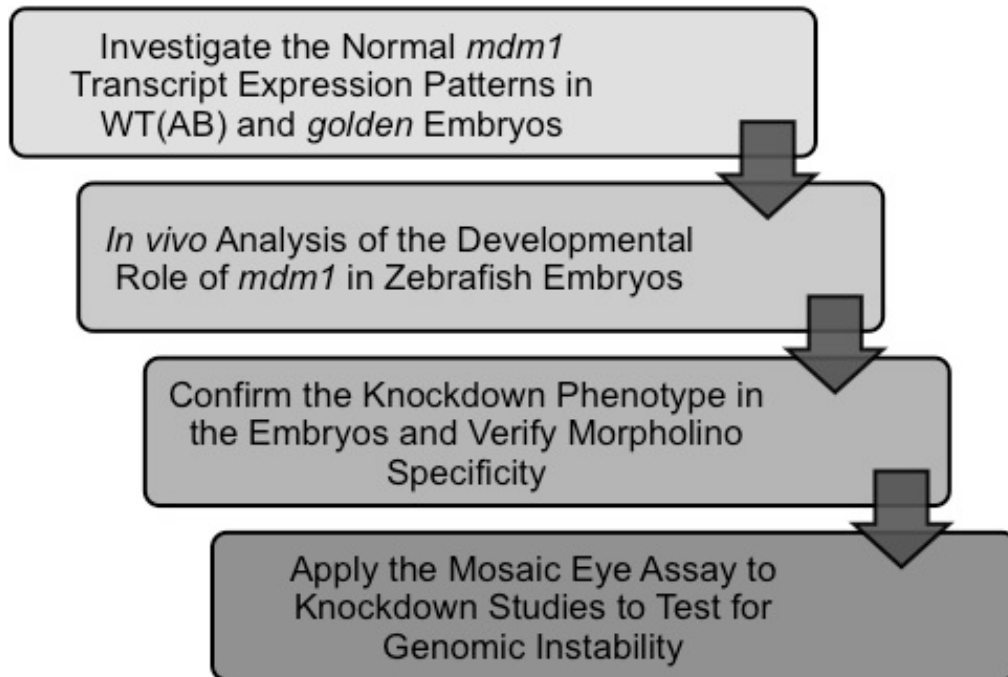 Investigate the Normal mdm1
Transcript Expression Patterns in
WT(AB) and golden Embryos
In vivo Analysis of the Developmental
Role of mdm1 in Zebrafish Embryos
Confirm the Knockdown Phenotype in
the Embryos and Verify Morpholino
Specificity
Apply the Mosaic Eye Assay to
Knockdown Studies to Test for
Genomic Instability